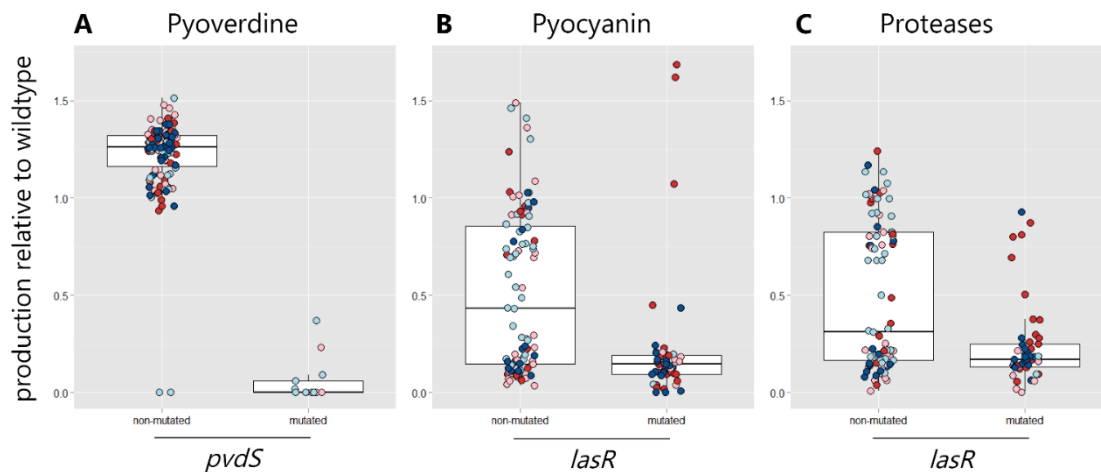 A Pyoverdine B Pyocyanin C Proteases
production relative to wildtype
1.5
1.0
0.5
0.0
non-mutated mutated
pvdS
1.5
1.0
0.5
0.0
non-mutated mutated
lasR
1.5
1.0
0.5
0.0
non-mutated mutated
lasR